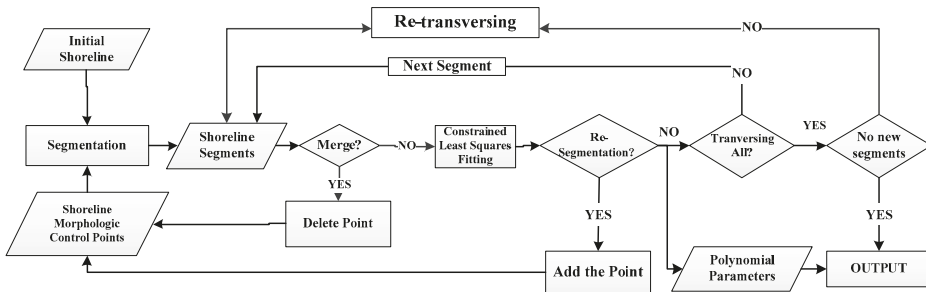 Re-transversing
NO
Initial
Shoreline
Next Segment
NO
Segmentation
Shoreline
Segments
Merge?
NO
Constrained
Least Squares
Fitting
Re-
Segmentation?
NO
Tranversing
All?
YES
No new
segments
YES
YES
YES
Shoreline
Morphologic
Control Points
Delete Point
Add the Point
Polynomial
Parameters
OUTPUT